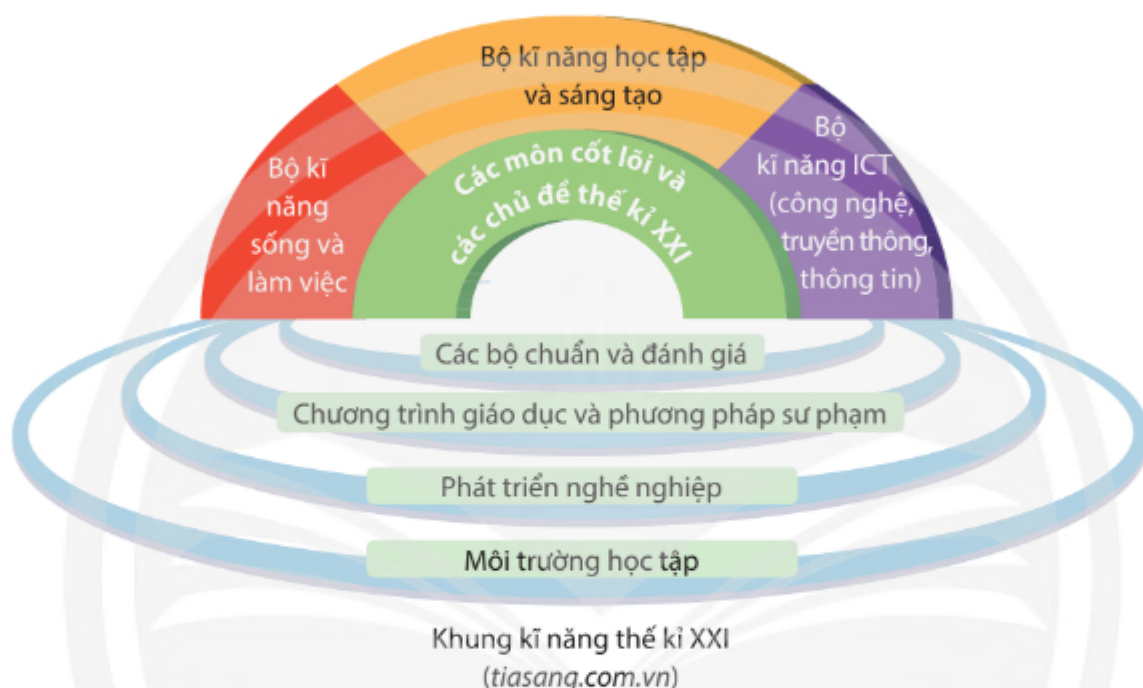 Bộ kĩ năng học tập
và sáng tạo
Bộ kĩ
năng
sống và
làm việc
Các môn cốt lõi và
các chủ đề thế kỉ XXI
Bộ
kĩ năng ICT
(công nghệ,
truyền thông,
thông tin)
Các bộ chuẩn và đánh giá
Chương trình giáo dục và phương pháp sư phạm
Phát triển nghề nghiệp
Môi trường học tập
Khung kĩ năng thế kỉ XXI
(tiasang.com.vn)